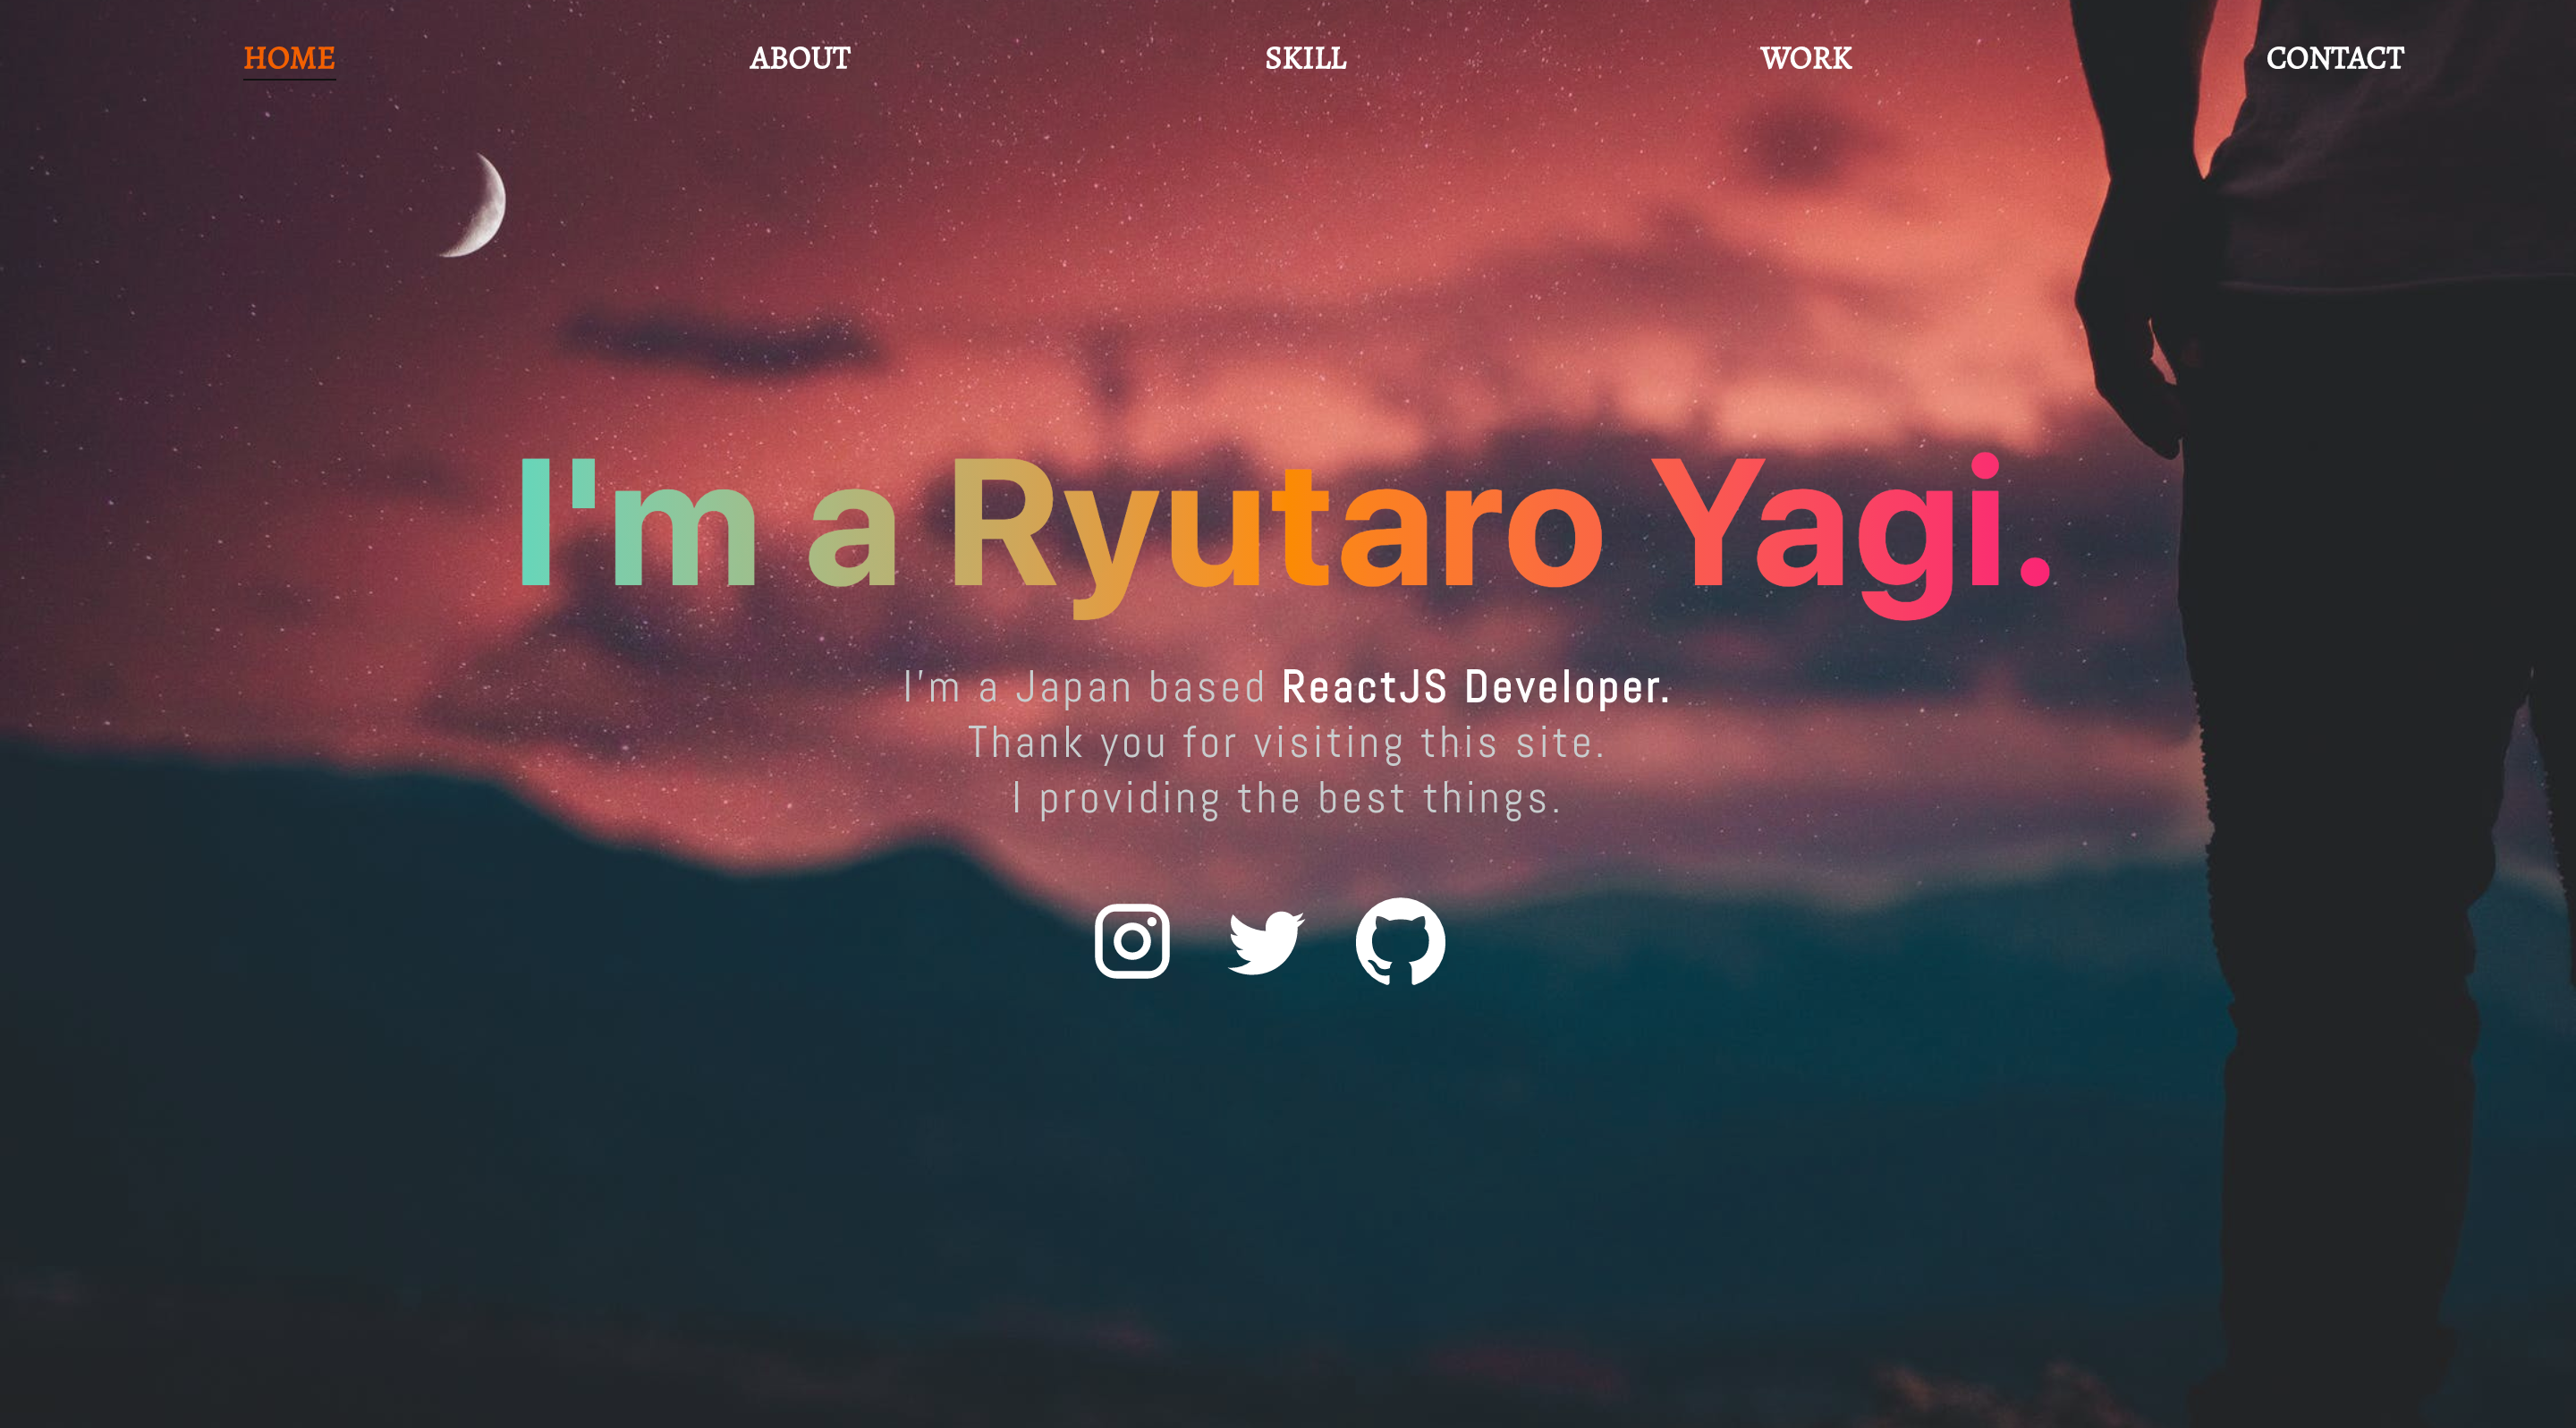 HOME ABOUT SKILL WORK CONTACT
I'm a Ryutaro Yagi.
I'm a Japan based ReactJS Developer.
Thank you for visiting this site.
I providing the best things.